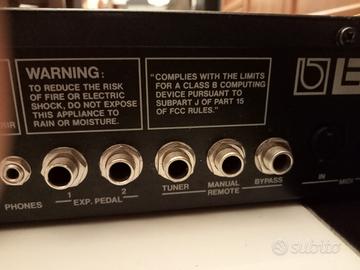 WARNING:
TO REDUCE THE RISK
OF FIRE OR ELECTRIC
SHOCK, DO NOT EXPOSE
THIS APPLIANCE TO
RAIN OR MOISTURE.
"COMPLIES WITH THE LIMITS
FOR A CLASS B COMPUTING
DEVICE PURSUANT TO
SUBPART J OF PART 15
OF FCC RULES."
PHONES
1
2
EXP. PEDAL
TUNER
MANUAL
REMOTE
BYPASS
IN
MIDI
subito